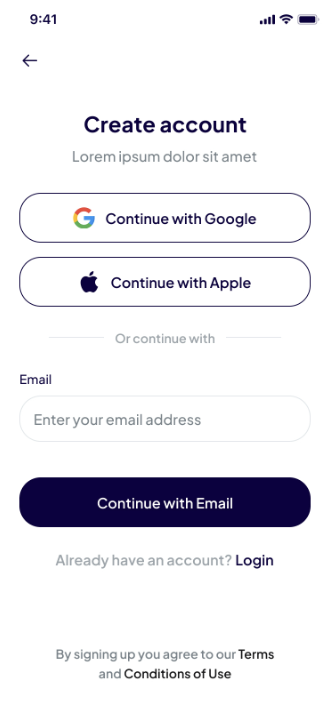 9:41
Create account
Lorem ipsum dolor sit amet
Continue with Google
Continue with Apple
Or continue with
Email
Enter your email address
Continue with Email
Already have an account? Login
By signing up you agree to our Terms
and Conditions of Use